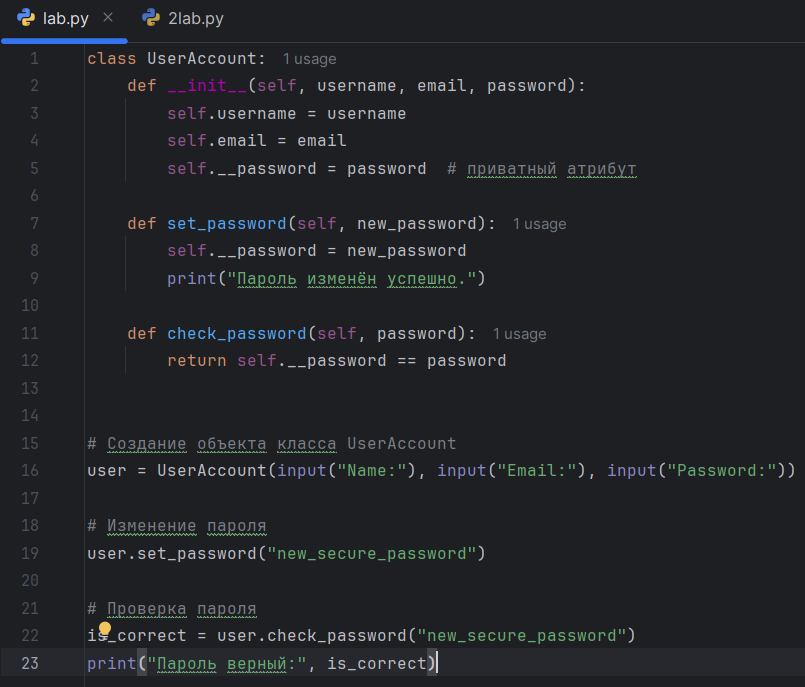 lab.py × 2lab.py
1 class UserAccount: 1 usage
2     def __init__(self, username, email, password):
3         self.username = username
4         self.email = email
5         self.__password = password  # приватный атрибут
6
7     def set_password(self, new_password): 1 usage
8         self.__password = new_password
9         print("Пароль изменён успешно.")
10
11     def check_password(self, password): 1 usage
12         return self.__password == password
13
14
15 # Создание объекта класса UserAccount
16 user = UserAccount(input("Name:"), input("Email:"), input("Password:"))
17
18 # Изменение пароля
19 user.set_password("new_secure_password")
20
21 # Проверка пароля
22 is_correct = user.check_password("new_secure_password")
23 print("Пароль верный:", is_correct)